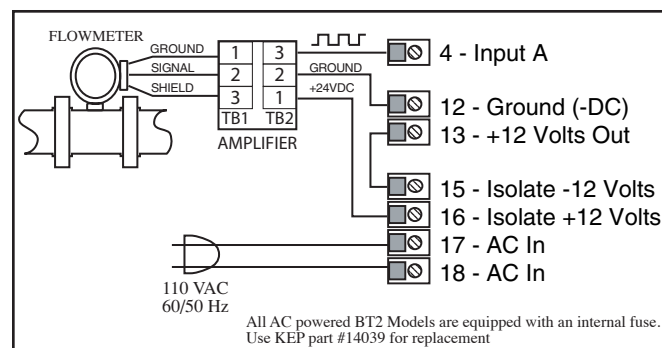 FLOWMETER
GROUND
SIGNAL
SHIELD
1
2
3
TB1
3
2
1
TB2
AMPLIFIER
GROUND
+24VDC
4 - Input A
12 - Ground (-DC)
13 - +12 Volts Out
15 - Isolate -12 Volts
16 - Isolate +12 Volts
17 - AC In
18 - AC In
110 VAC
60/50 Hz
All AC powered BT2 Models are equipped with an internal fuse.
Use KEP part #14039 for replacement